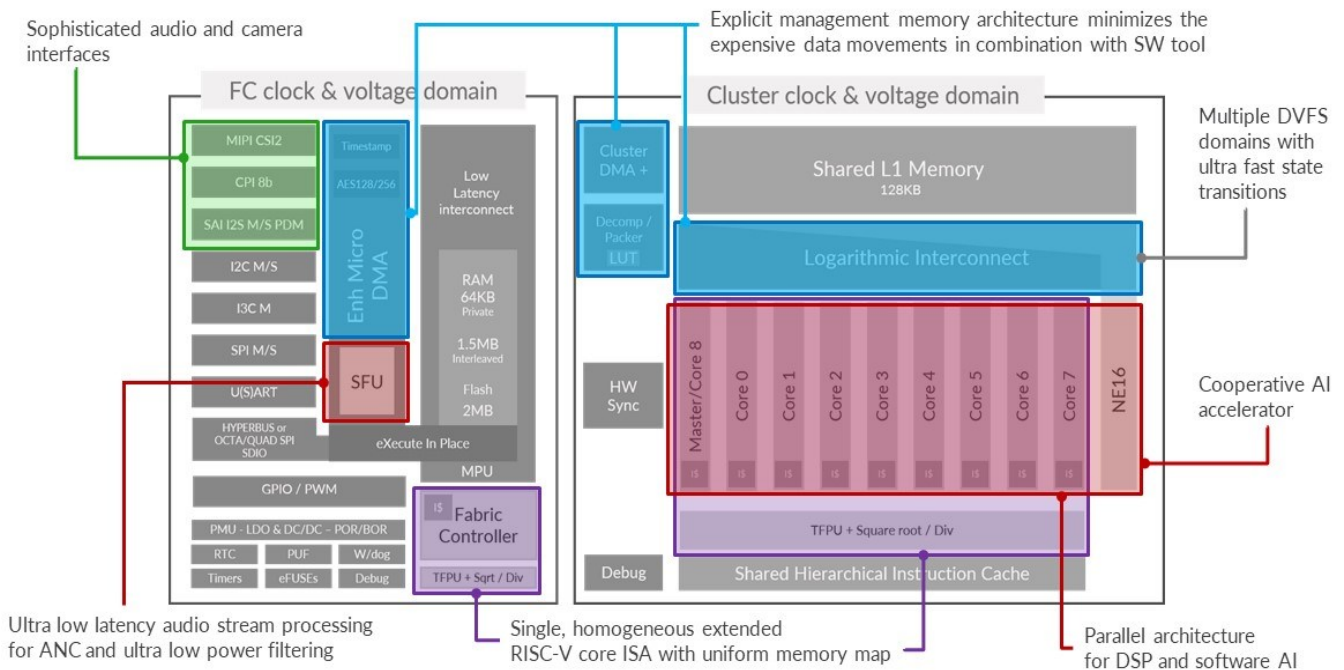 Sophisticated audio and camera
interfaces
Explicit management memory architecture minimizes the
expensive data movements in combination with SW tool
FC clock & voltage domain
Cluster clock & voltage domain
Multiple DVFS
domains with
ultra fast state
transitions
MIPI CSI2
CPI 8b
SAI I2S M/S PDM
I2C M/S
I3C M
SPI M/S
U(S)ART
HYPERBUS or
OCTA/QUAD SPI
SDIO
GPIO / PWM
PMU - LDO & DC/DC – POR/BOR
RTC
PUF
W/dog
Timers
eFUSEs
Debug
Timestamp
AES128/256
Enh Micro
DMA
SFU
eXecute In Place
Low
Latency
interconnect
RAM
64KB
Private
1.5MB
Interleaved
Flash
2MB
MPU
I$
Fabric
Controller
TFPU + Sqrt / Div
Cluster
DMA +
Decomp /
Packer
LUT
HW
Sync
Debug
Shared L1 Memory
128KB
Logarithmic Interconnect
Master/Core 8
Core 0
Core 1
Core 2
Core 3
Core 4
Core 5
Core 6
Core 7
NE16
I$
I$
I$
I$
I$
I$
I$
I$
I$
TFPU + Square root / Div
Shared Hierarchical Instruction Cache
Cooperative AI
accelerator
Ultra low latency audio stream processing
for ANC and ultra low power filtering
Single, homogeneous extended
RISC-V core ISA with uniform memory map
Parallel architecture
for DSP and software AI